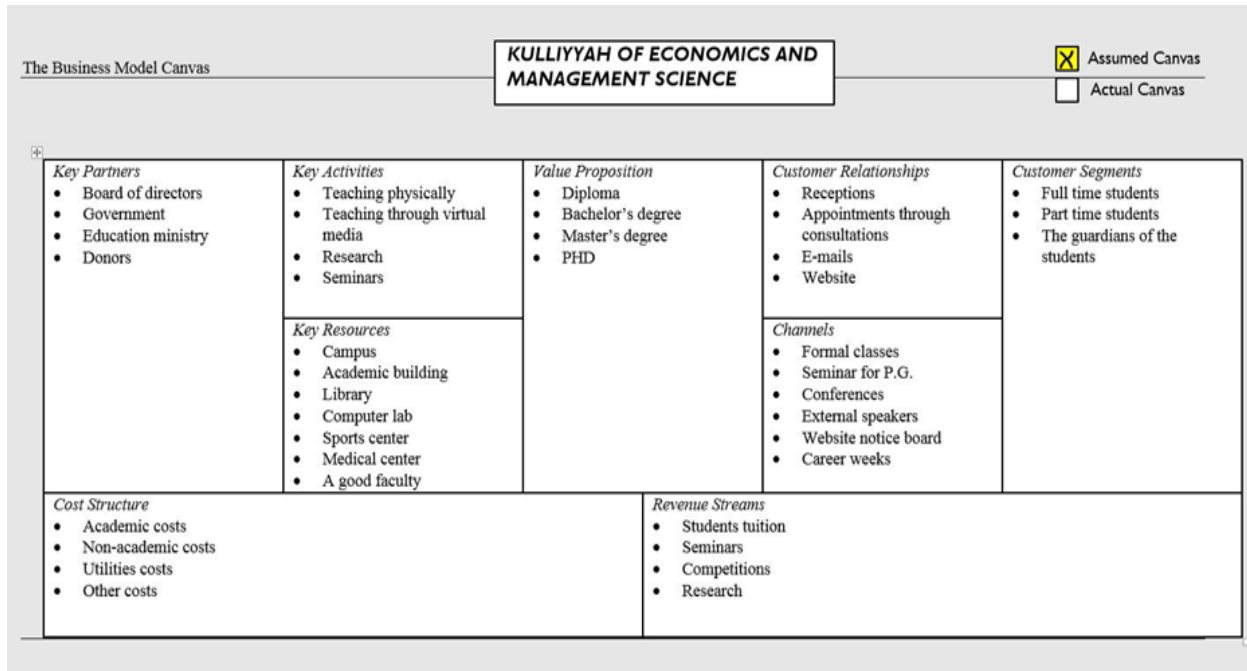 The Business Model Canvas
KULLIYYAH OF ECONOMICS AND
MANAGEMENT SCIENCE
X Assumed Canvas
Actual Canvas
Key Partners
• Board of directors
• Government
• Education ministry
• Donors
Key Activities
• Teaching physically
• Teaching through virtual
media
• Research
• Seminars
Key Resources
• Campus
• Academic building
• Library
• Computer lab
• Sports center
• Medical center
• A good faculty
Value Proposition
• Diploma
• Bachelor's degree
• Master's degree
• PHD
Customer Relationships
• Receptions
• Appointments through
consultations
• E-mails
• Website
Channels
• Formal classes
• Seminar for P.G.
• Conferences
• External speakers
• Website notice board
• Career weeks
Customer Segments
• Full time students
• Part time students
• The guardians of the
students
Cost Structure
• Academic costs
• Non-academic costs
• Utilities costs
• Other costs
Revenue Streams
• Students tuition
• Seminars
• Competitions
• Research